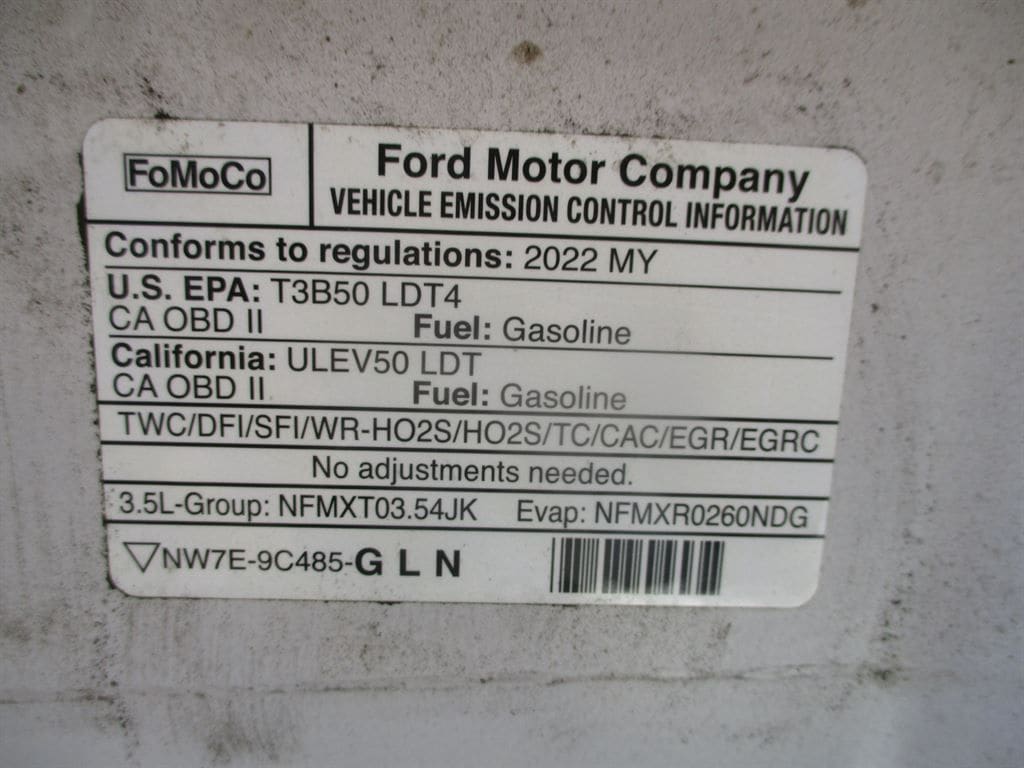 FoMoCo
Ford Motor Company
VEHICLE EMISSION CONTROL INFORMATION
Conforms to regulations: 2022 MY
U.S. EPA: T3B50 LDT4
CA OBD II Fuel: Gasoline
California: ULEV50 LDT
CA OBD II Fuel: Gasoline
TWC/DFI/SFI/WR-HO2S/HO2S/TC/CAC/EGR/EGRC
No adjustments needed.
3.5L-Group: NFMXT03.54JK Evap: NFMXR0260NDG
NW7E-9C485-G L N